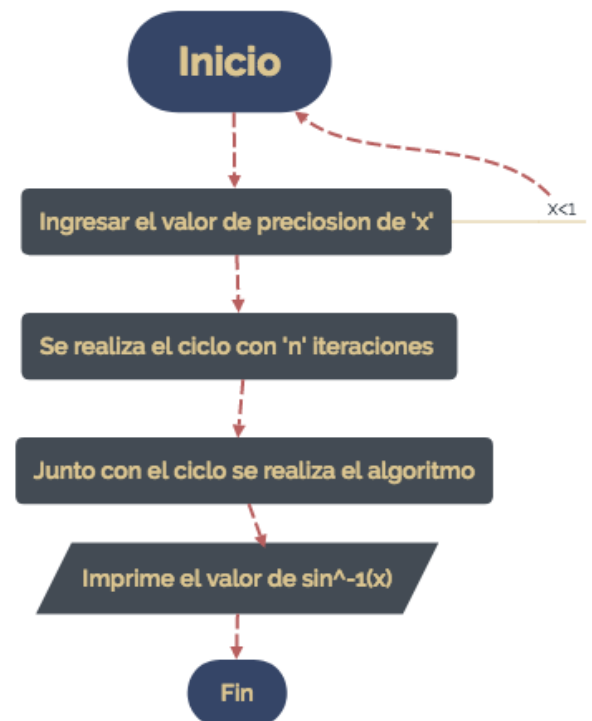 Inicio
X<1
Ingresar el valor de preciosion de 'x'
Se realiza el ciclo con 'n' iteraciones
Junto con el ciclo se realiza el algoritmo
Imprime el valor de sin^-1(x)
Fin